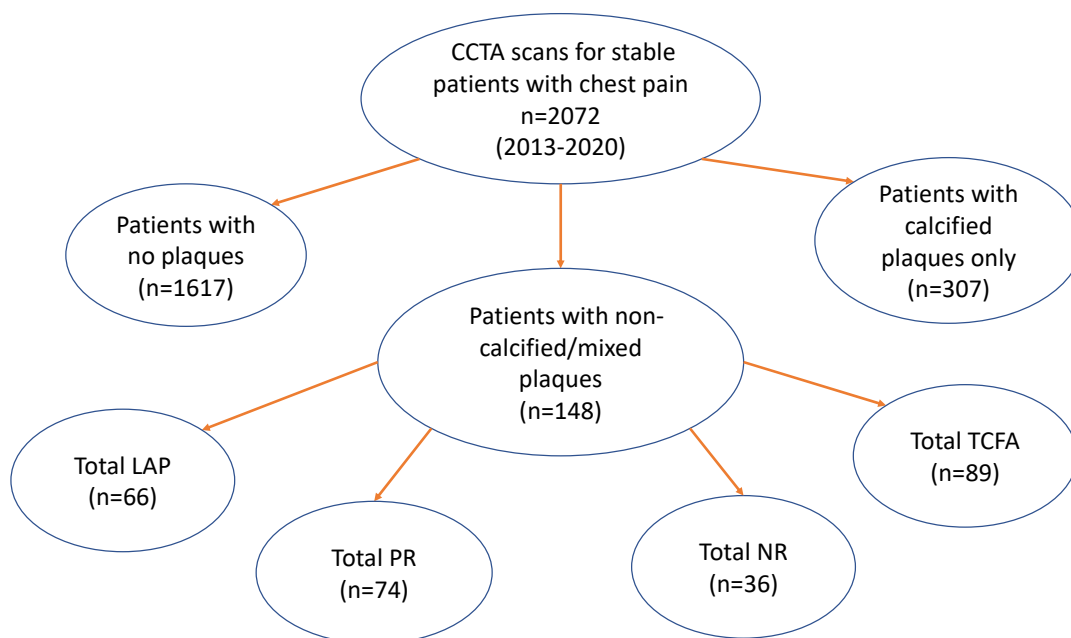 CCTA scans for stable
patients with chest pain
n=2072
(2013-2020)
Patients with
no plaques
(n=1617)
Patients with
calcified
plaques only
(n=307)
Patients with non-
calcified/mixed
plaques
(n=148)
Total LAP
(n=66)
Total PR
(n=74)
Total NR
(n=36)
Total TCFA
(n=89)